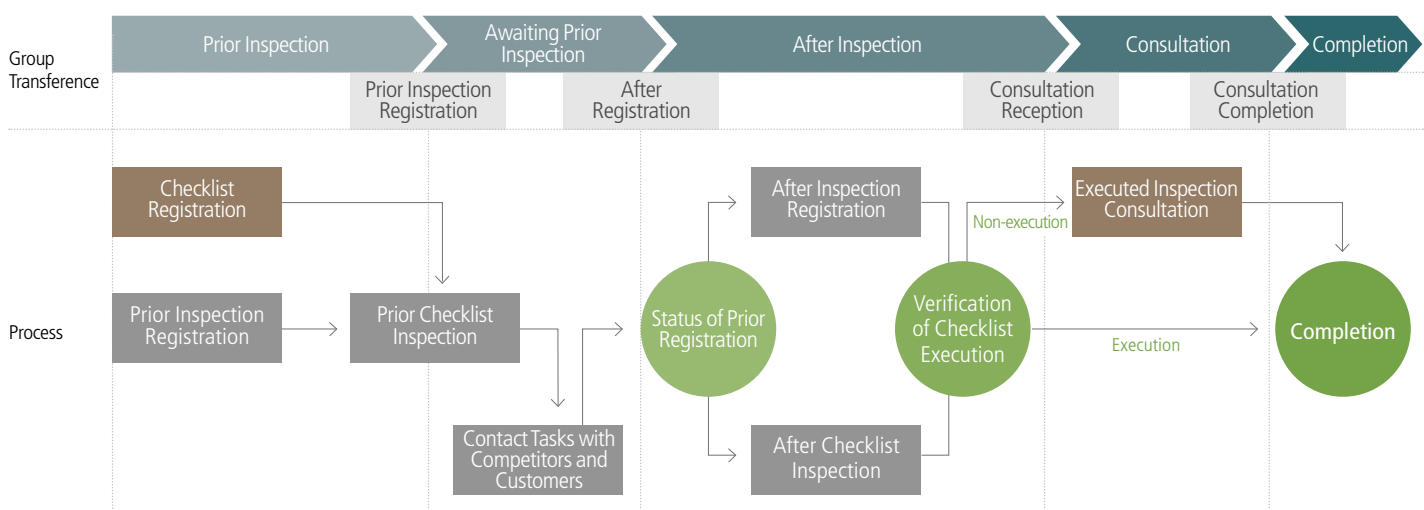 Group
Transference
Prior Inspection
Awaiting Prior
Inspection
After Inspection
Consultation
Completion
Prior Inspection
Registration
After
Registration
Consultation
Reception
Consultation
Completion
Process
Checklist
Registration
Prior Inspection
Registration
Prior Checklist
Inspection
Contact Tasks with
Competitors and
Customers
Status of Prior
Registration
After Inspection
Registration
After Checklist
Inspection
Verification
of Checklist
Execution
Non-execution
Executed Inspection
Consultation
Execution
Completion